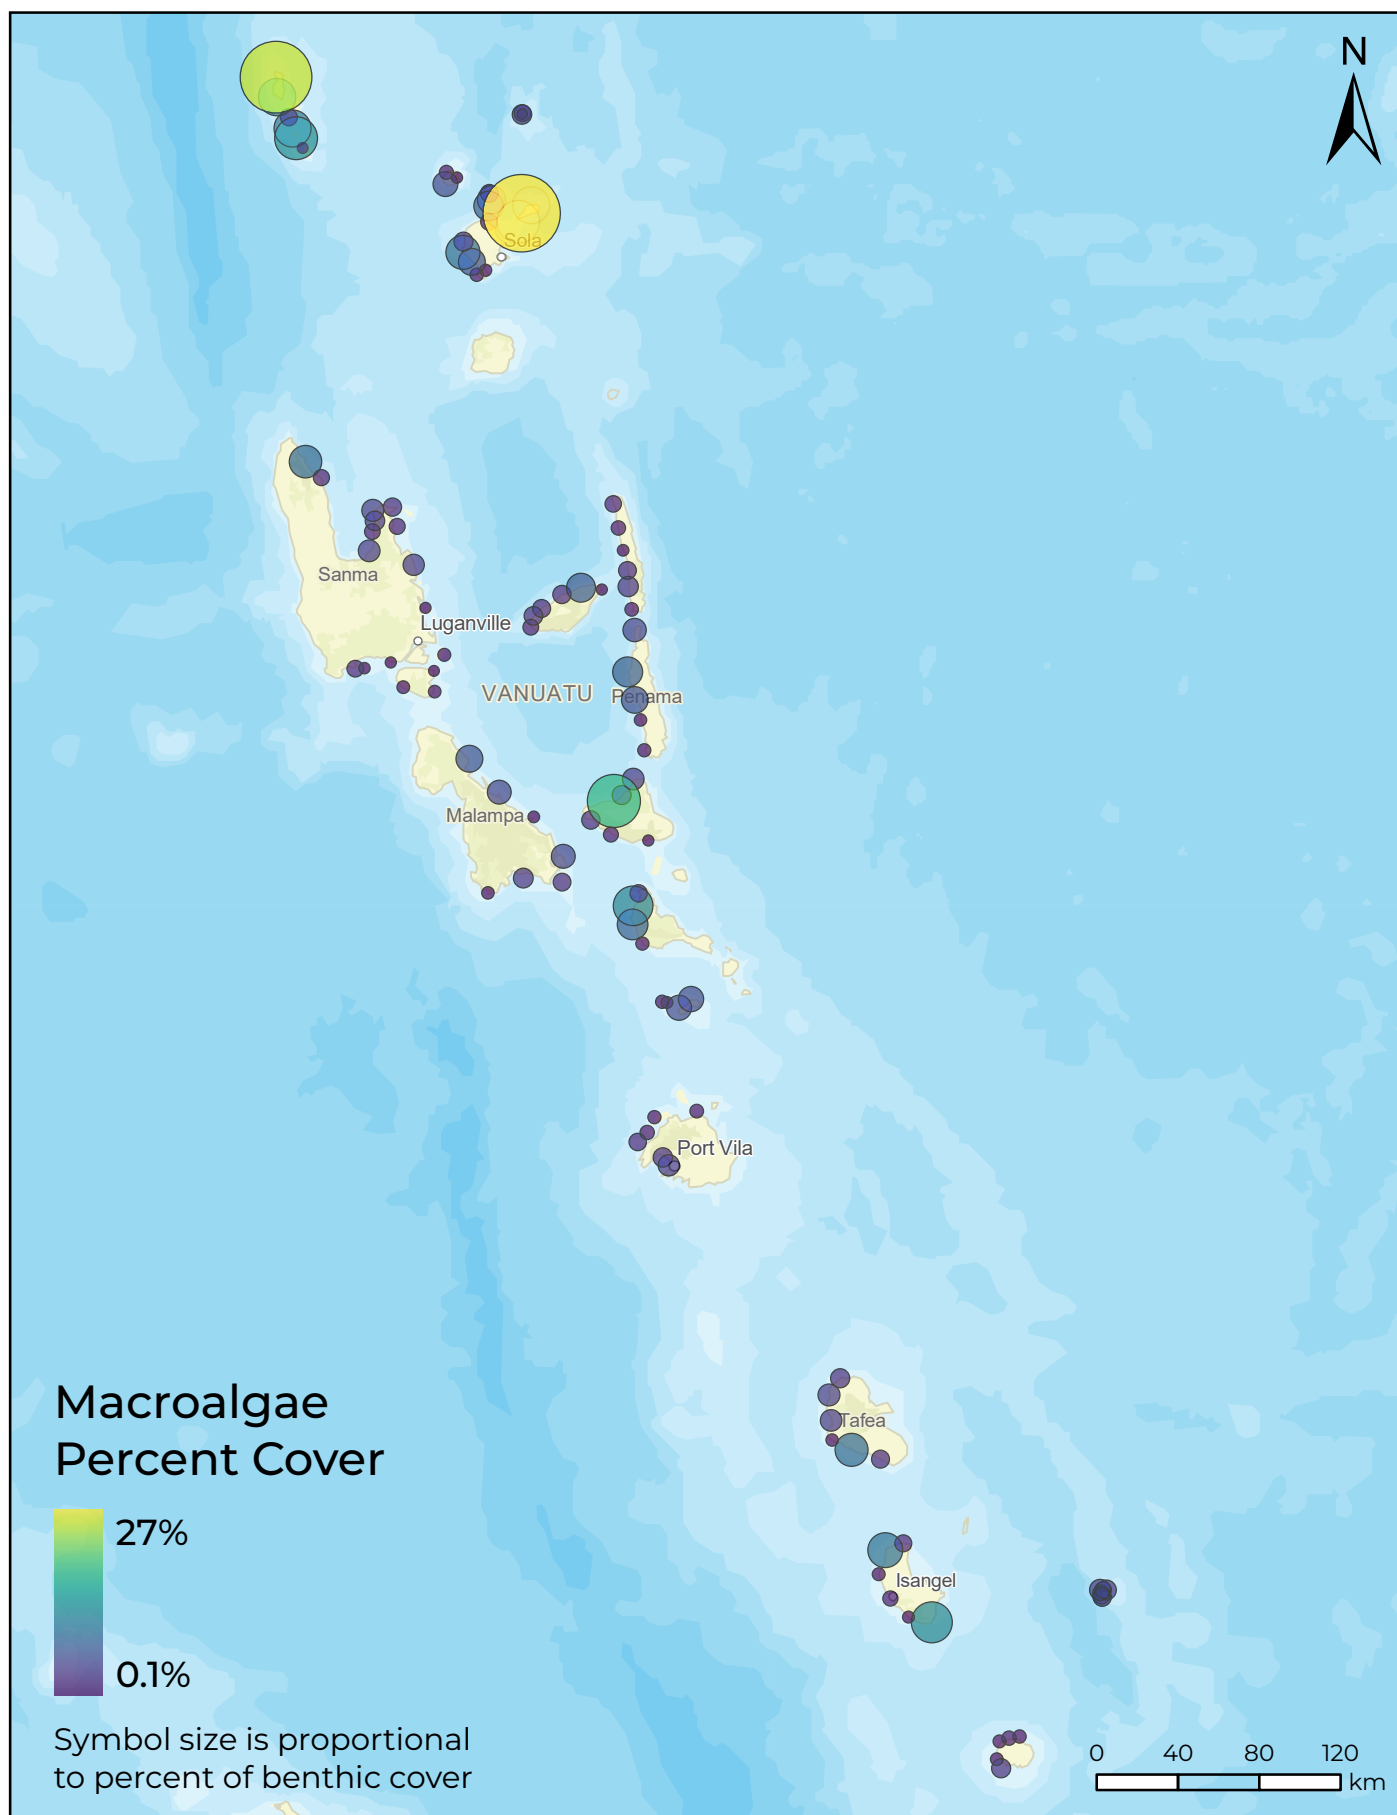 N
Sola
Sanma
Luganville
VANUATU
Penama
Malampa
Port Vila
Tafea
Isangel
Macroalgae
Percent Cover
27%
0.1%
Symbol size is proportional
to percent of benthic cover
0 40 80 120
km